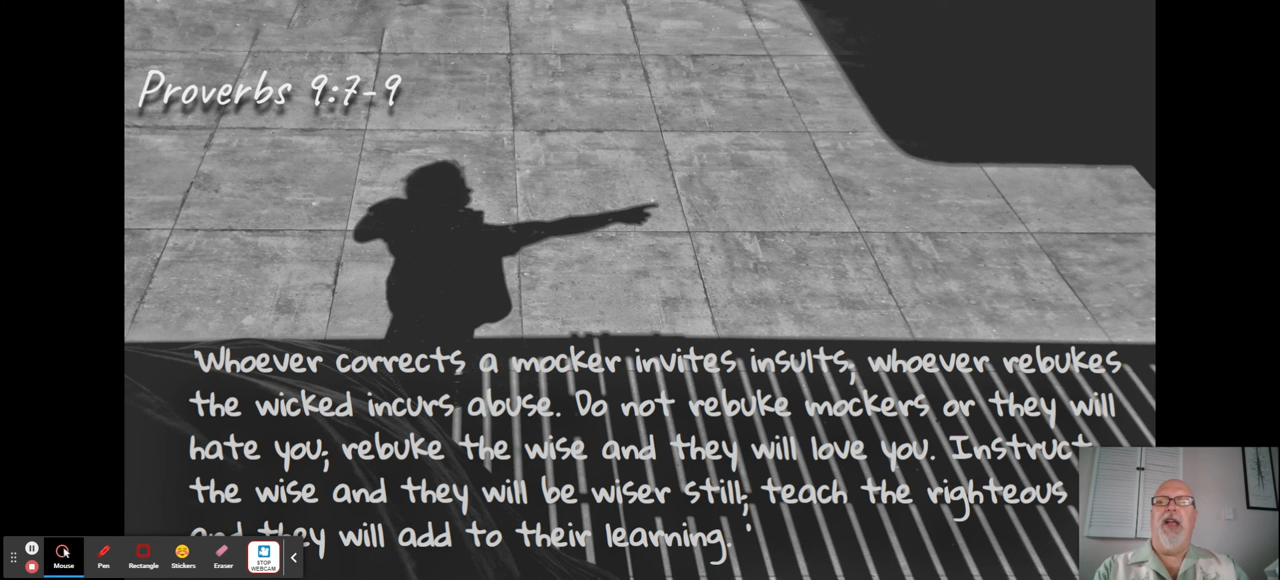 Proverbs 9:7-9
'Whoever corrects a mocker invites insults; whoever rebukes
the wicked incurs abuse. Do not rebuke mockers or they will
hate you; rebuke the wise and they will love you. Instruct
the wise and they will be wiser still; teach the righteous
and they will add to their learning. '
Mouse
Pen
Rectangle
Stickers
Eraser
STOP
WEBCAM